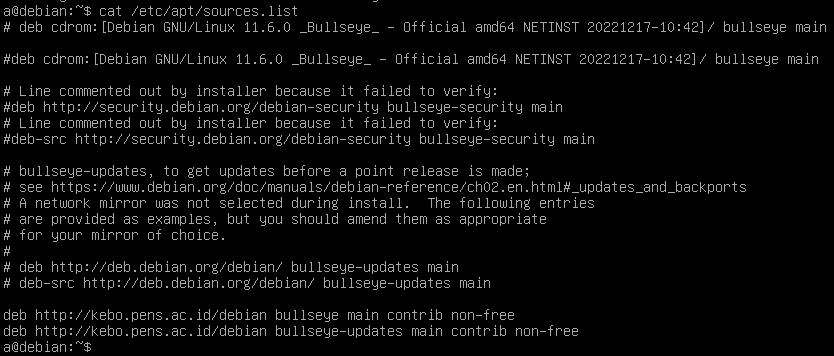 a@debian:~$ cat /etc/apt/sources.list
# deb cdrom:[Debian GNU/Linux 11.6.0 _Bullseye_ - Official amd64 NETINST 20221217-10:42]/ bullseye main
#deb cdrom:[Debian GNU/Linux 11.6.0 _Bullseye_ - Official amd64 NETINST 20221217-10:42]/ bullseye main
# Line commented out by installer because it failed to verify:
#deb http://security.debian.org/debian-security bullseye-security main
# Line commented out by installer because it failed to verify:
#deb-src http://security.debian.org/debian-security bullseye-security main
# bullseye-updates, to get updates before a point release is made;
# see https://www.debian.org/doc/manuals/debian-reference/ch02.en.html#_updates_and_backports
# A network mirror was not selected during install.  The following entries
# are provided as examples, but you should amend them as appropriate
# for your mirror of choice.
#
# deb http://deb.debian.org/debian/ bullseye-updates main
# deb-src http://deb.debian.org/debian/ bullseye-updates main
deb http://kebo.pens.ac.id/debian bullseye main contrib non-free
deb http://kebo.pens.ac.id/debian bullseye-updates main contrib non-free
a@debian:~$